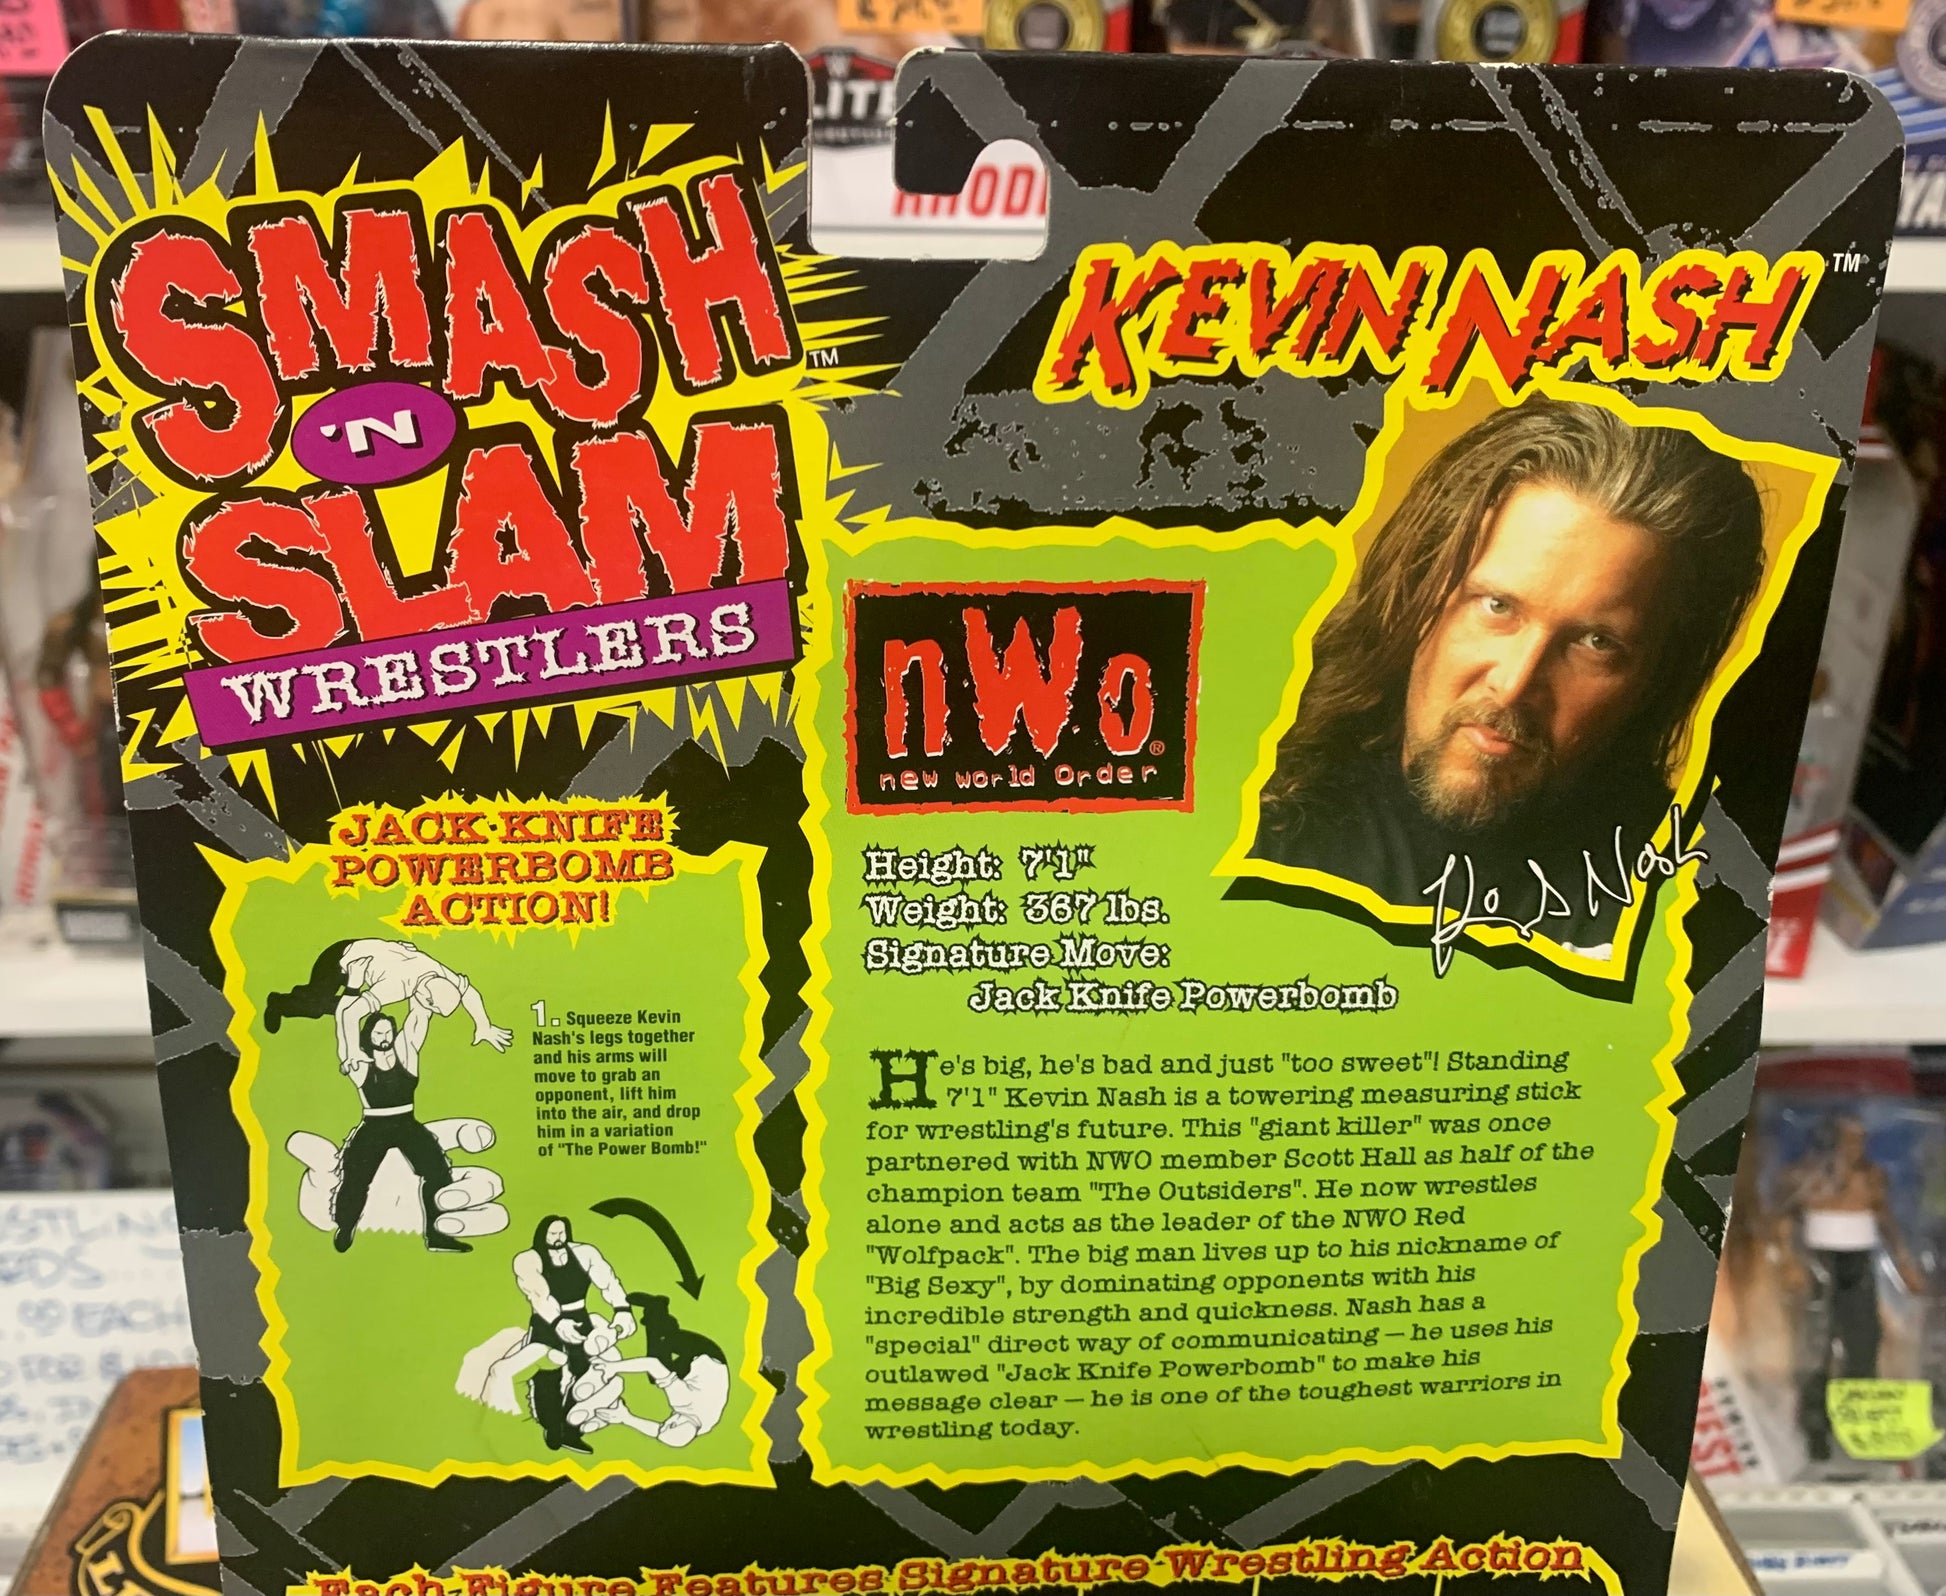 SMASH
'N
SLAM
WRESTLERS
TM
KEVIN NASH
TM
nWo
®
new world Order
JACK-KNIFE
POWERBOMB
ACTION!
1. Squeeze Kevin
Nash's legs together
and his arms will
move to grab an
opponent, lift him
into the air, and drop
him in a variation
of "The Power Bomb!"
Height: 7'1"
Weight: 367 lbs.
Signature Move:
Jack Knife Powerbomb
He's big, he's bad and just "too sweet"! Standing
7'1" Kevin Nash is a towering measuring stick
for wrestling's future. This "giant killer" was once
partnered with NWO member Scott Hall as half of the
champion team "The Outsiders". He now wrestles
alone and acts as the leader of the NWO Red
"Wolfpack". The big man lives up to his nickname of
"Big Sexy", by dominating opponents with his
incredible strength and quickness. Nash has a
"special" direct way of communicating — he uses his
outlawed "Jack Knife Powerbomb" to make his
message clear — he is one of the toughest warriors in
wrestling today.
Each Figure Features Signature Wrestling Action